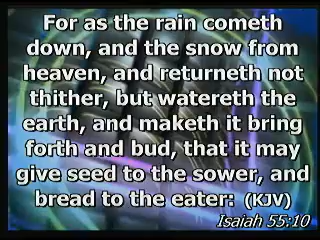 For as the rain cometh
down, and the snow from
heaven, and returneth not
thither, but watereth the
earth, and maketh it bring
forth and bud, that it may
give seed to the sower, and
bread to the eater: (KJV)
Isaiah 55:10